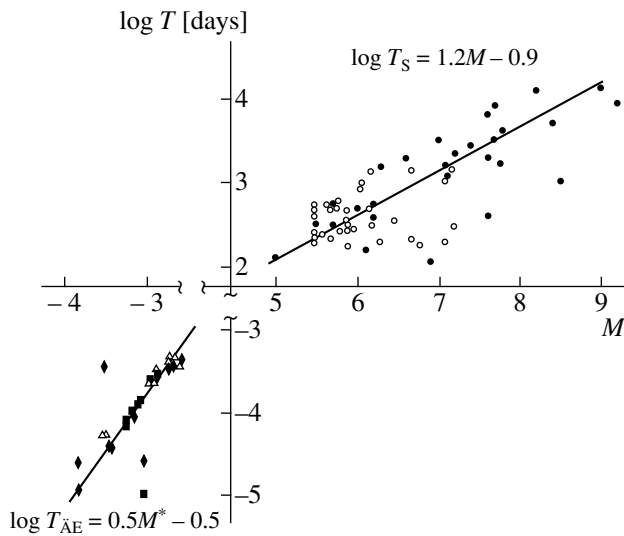 log T [days]
log T_S = 1.2M – 0.9
4
3
2
–4 –3 5 6 7 8 9
M
–3
–4
–5
log T_ÄE = 0.5M* – 0.5